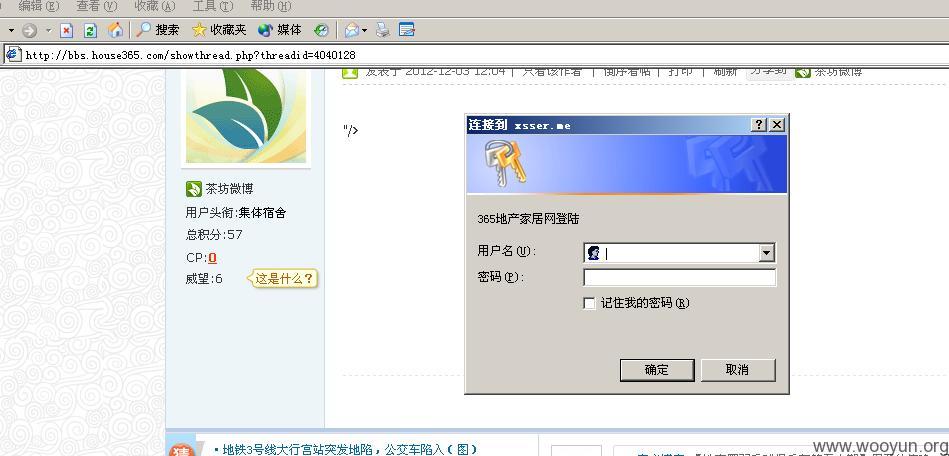 编辑(E) 查看(V) 收藏(A) 工具(T) 帮助(H)
搜索 收藏夹 媒体
http://bbs.house365.com/showthread.php?threadid=4040128
发表于 2012-12-03 12:04 | 只看该作者 | 倒序看帖 | 打印 | 刷新 分享到 茶坊微博
"/>
茶坊微博
用户头衔:集体宿舍
总积分:57
CP:0
威望:6 这是什么？
连接到 xsser.me
365地产家居网登陆
用户名(U):
密码(P):
记住我的密码(R)
确定 取消
• 地铁3号线大行宫站突发地陷，公交车陷入（图）
www.wooyun.org